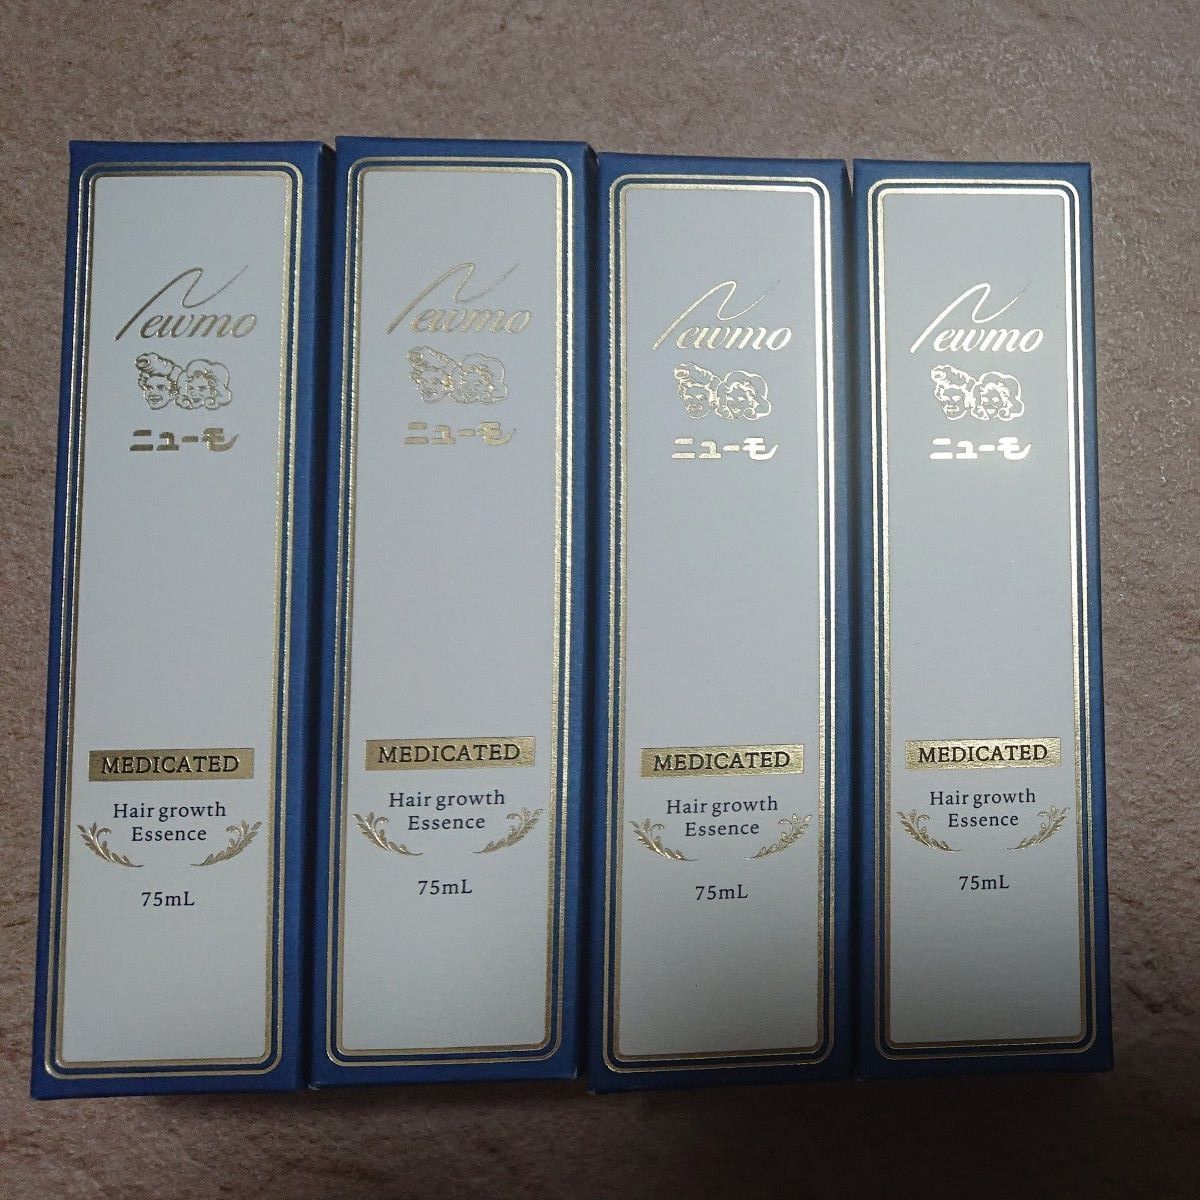 Newmo
ニューモ
MEDICATED
Hair growth
Essence
75mL
Newmo
ニューモ
MEDICATED
Hair growth
Essence
75mL
Newmo
ニューモ
MEDICATED
Hair growth
Essence
75mL
Newmo
ニューモ
MEDICATED
Hair growth
Essence
75mL